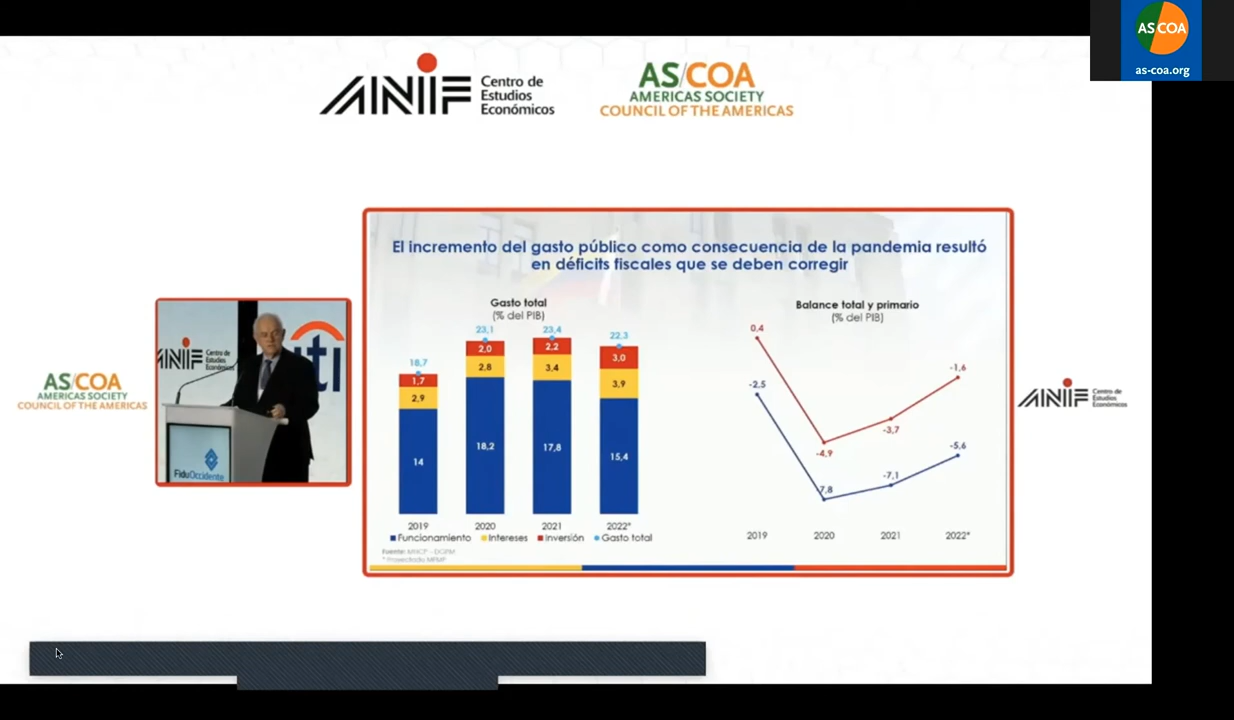 AS/COA
as-coa.org
ANIF Centro de
Estudios
Económicos
AS/COA
AMERICAS SOCIETY
COUNCIL OF THE AMERICAS
El incremento del gasto público como consecuencia de la pandemia resultó
en déficits fiscales que se deben corregir
Gasto total
(% del PIB)
23,1
23,4
22,3
18,7
2,0
2,2
3,0
1,7
2,8
3,4
3,9
2,9
18,2
17,8
15,4
14
2019
2020
2021
2022*
Funcionamiento
Intereses
Inversión
Gasto total
Fuente: MHCP - DGPM
* Proyectado MFMP
Balance total y primario
(% del PIB)
0,4
-2,5
-1,6
-3,7
-4,9
-5,6
-7,1
-7,8
2019
2020
2021
2022*
ANIF
Centro de
Estudios
Económicos
citi
FiduOccidente
AS/COA
AMERICAS SOCIETY
COUNCIL OF THE AMERICAS
ANIF Centro de
Estudios
Económicos